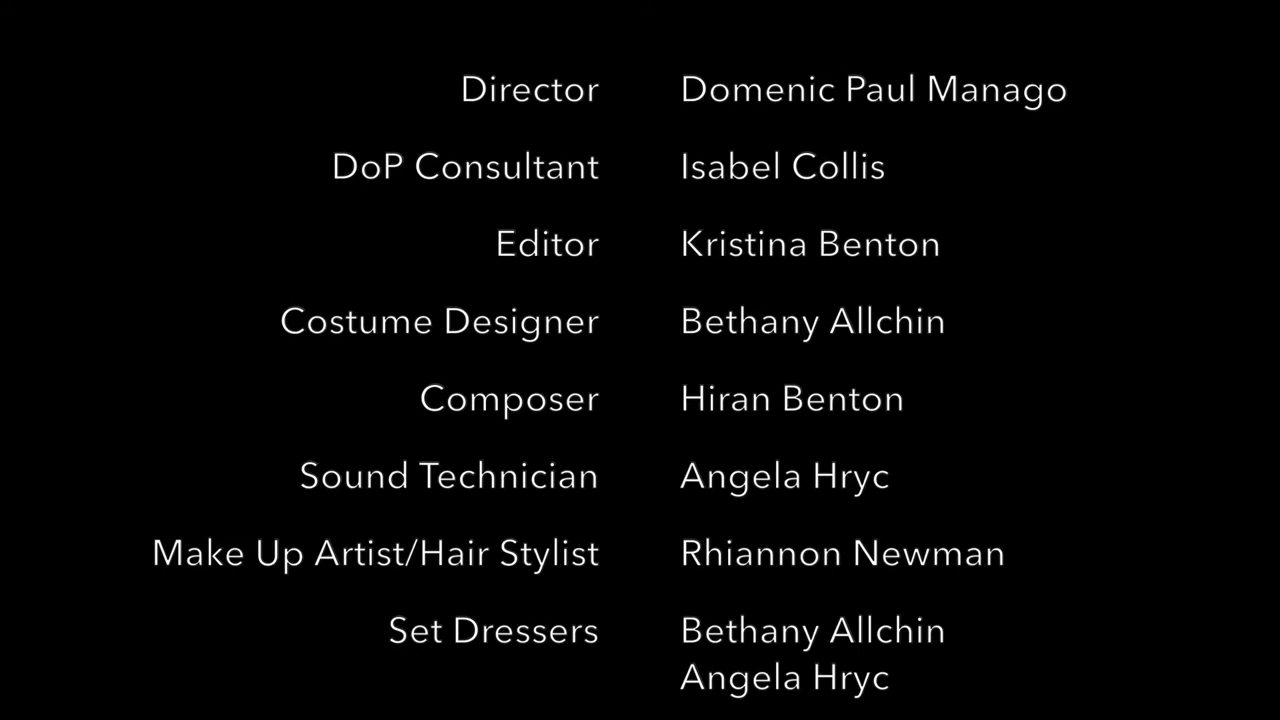 Director Domenic Paul Manago
DoP Consultant Isabel Collis
Editor Kristina Benton
Costume Designer Bethany Allchin
Composer Hiran Benton
Sound Technician Angela Hryc
Make Up Artist/Hair Stylist Rhiannon Newman
Set Dressers Bethany Allchin
Angela Hryc